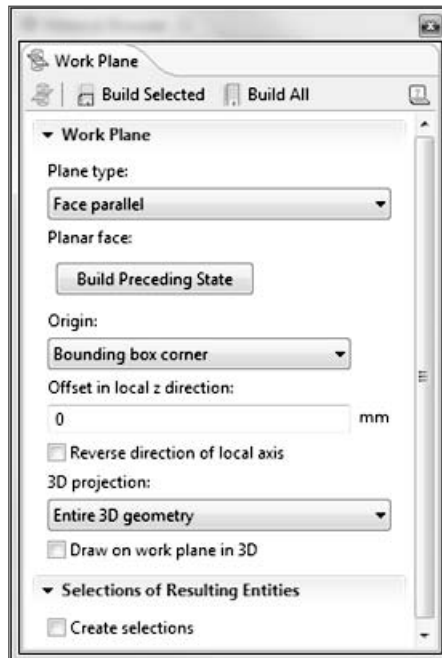 Work Plane
Build Selected Build All
Work Plane
Plane type:
Face parallel
Planar face:
Build Preceding State
Origin:
Bounding box corner
Offset in local z direction:
0 mm
Reverse direction of local axis
3D projection:
Entire 3D geometry
Draw on work plane in 3D
Selections of Resulting Entities
Create selections